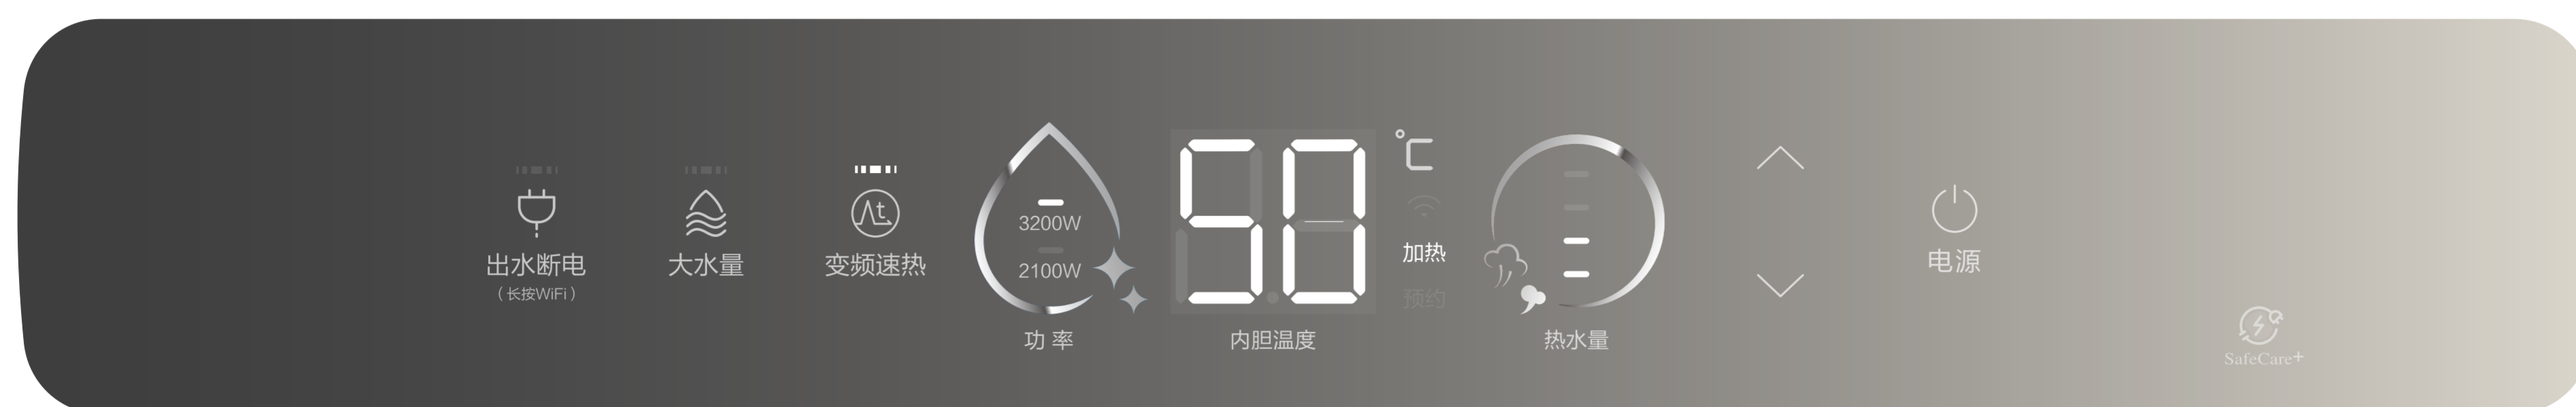 出水断电
（长按WiFi）
大水量
变频速热
3200W
2100W
功率
50
℃
加热
预约
内胆温度
热水量
电源
SafeCare+